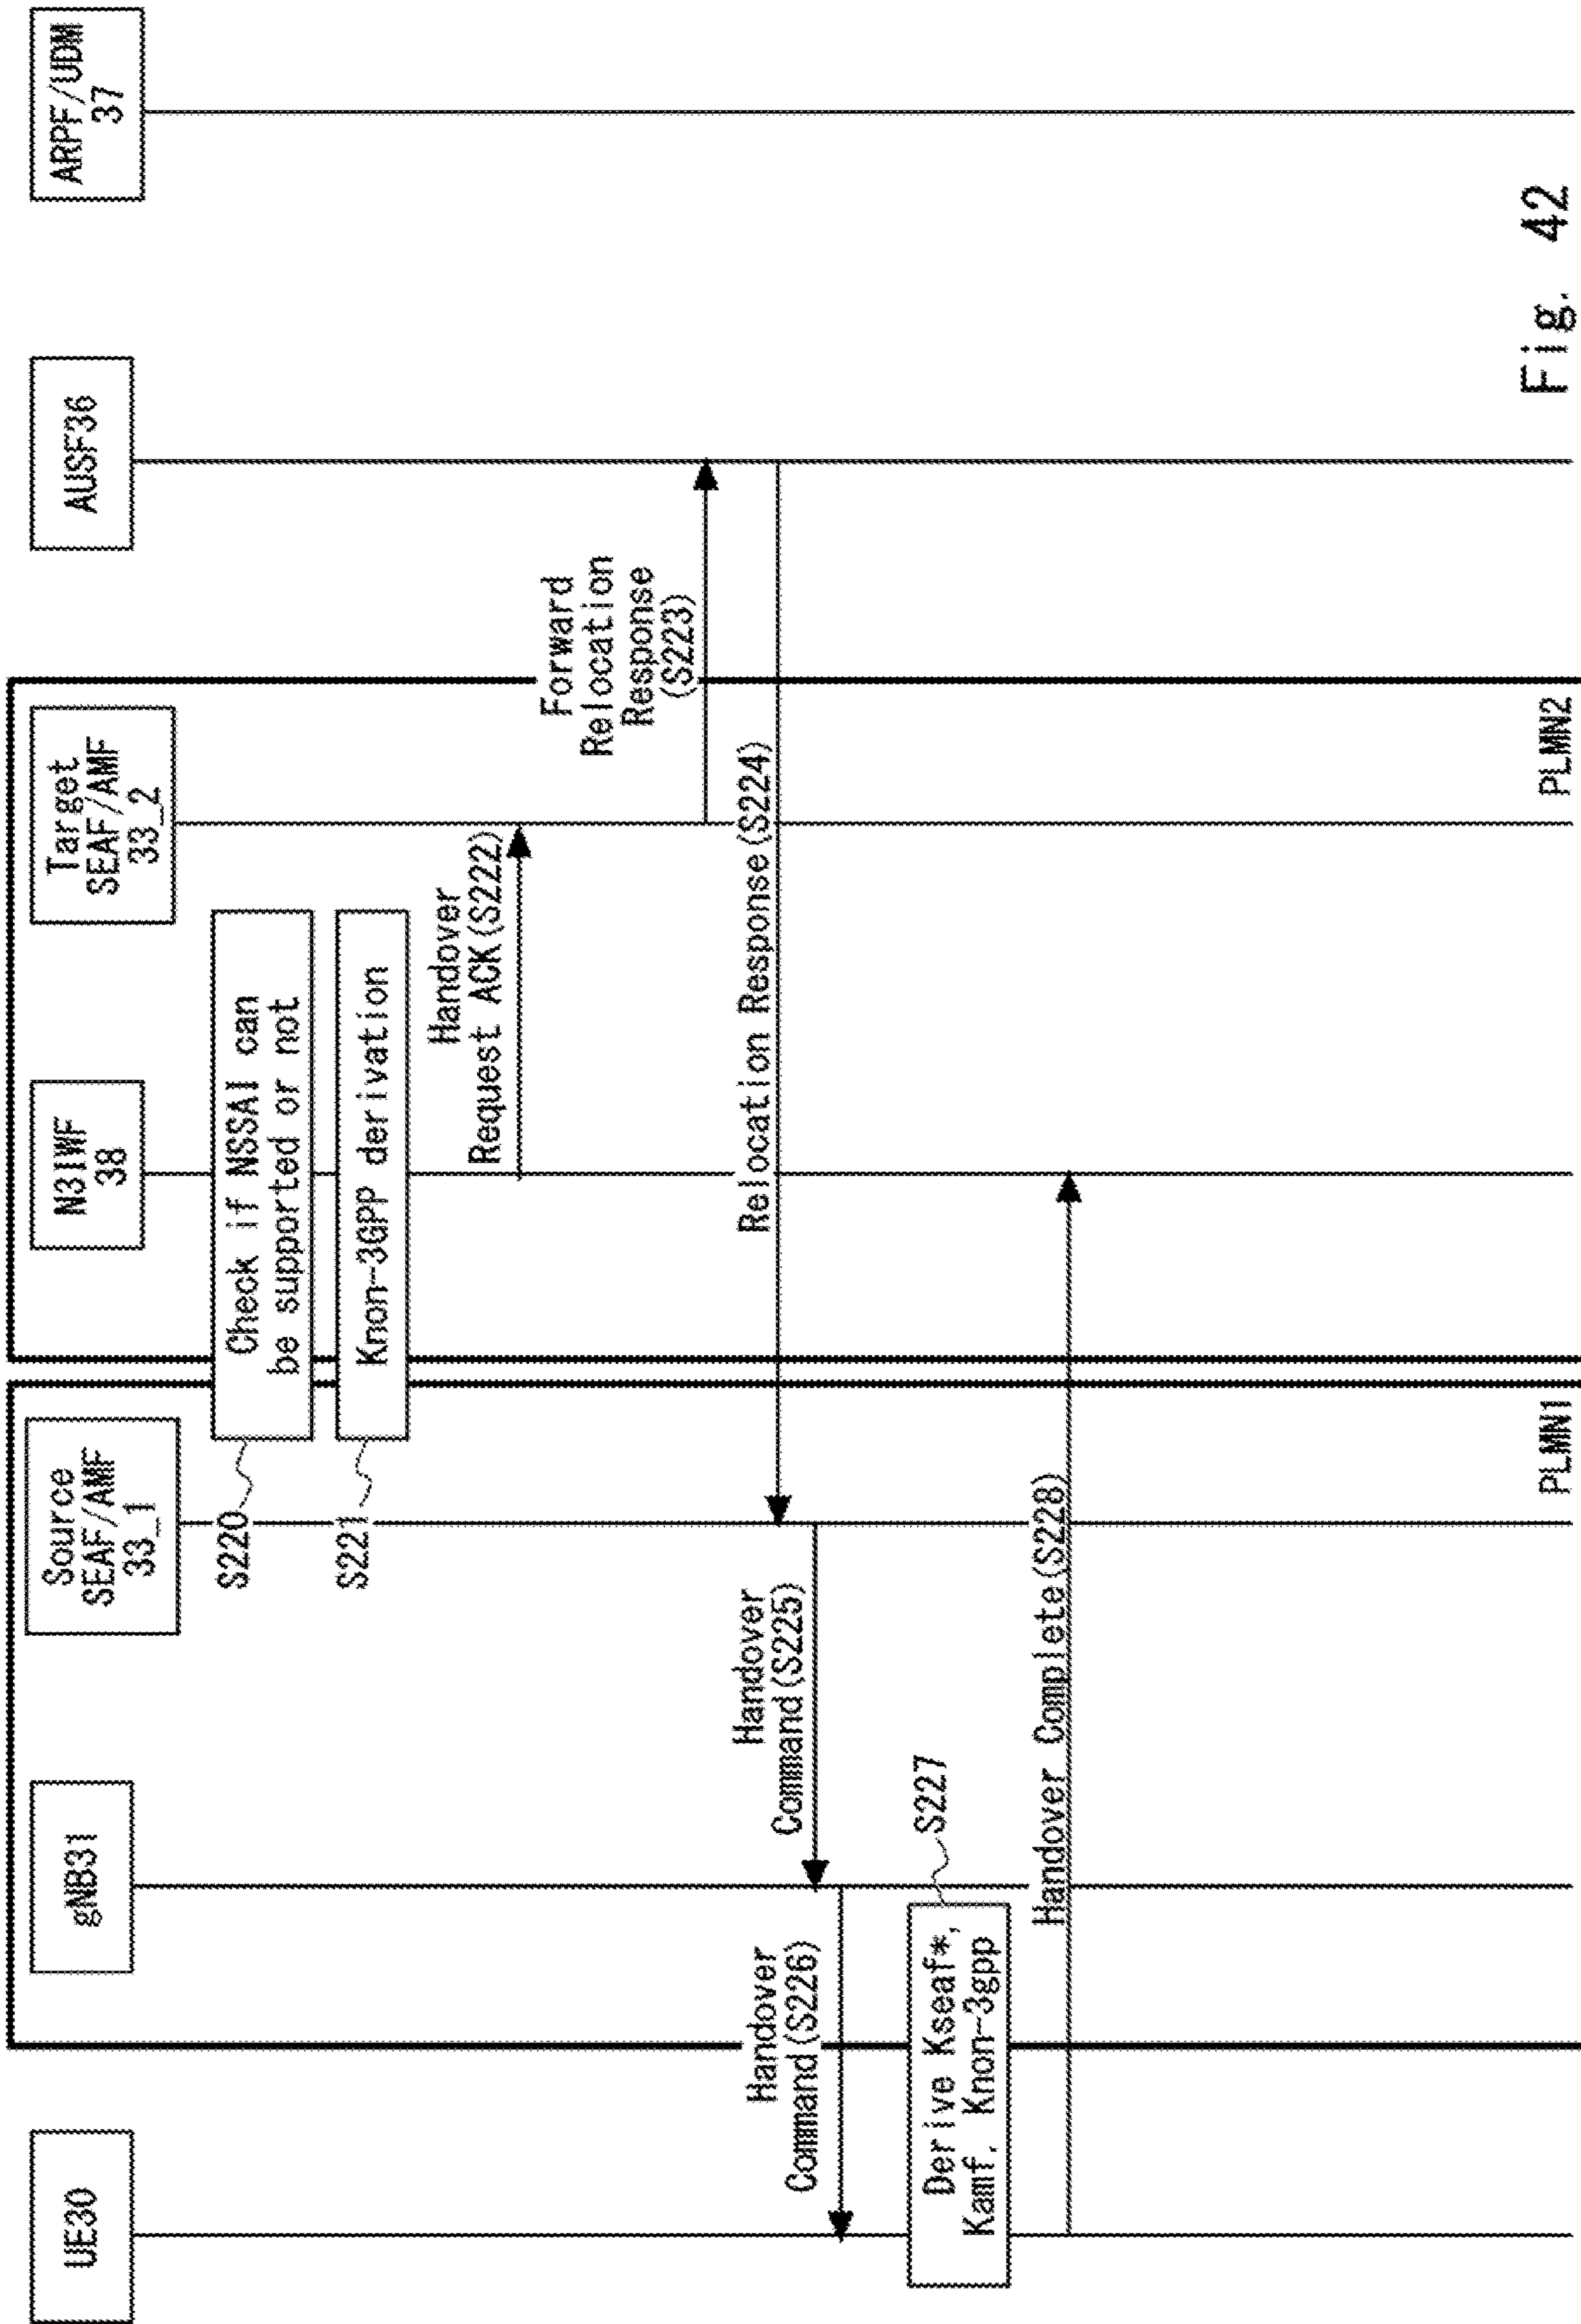 UE30
gNB31
Source
SEAF/AMF
33_1
N3IWF
38
Target
SEAF/AMF
33_2
AUSF36
ARPF/UDM
37
S220
Check if NSSAI can
be supported or not
S221
Knon-3GPP derivation
Handover
Request ACK(S222)
Forward
Relocation
Response
(S223)
Relocation Response(S224)
Handover
Command(S225)
Handover
Command(S226)
Derive Kseaf*,
Kamf. Knon-3gpp
S227
Handover Complete(S228)
PLMN1
PLMN2
Fig. 42